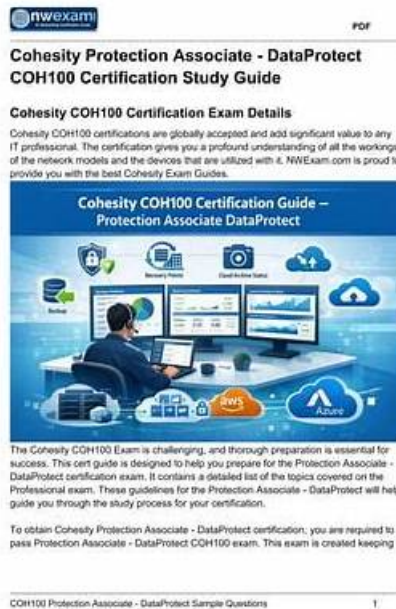 nwexam
PDF
Cohesity Protection Associate - DataProtect
COH100 Certification Study Guide
Cohesity COH100 Certification Exam Details
Cohesity COH100 certifications are globally accepted and add significant value to any
IT professional. The certification gives you a profound understanding of all the workings
of the network models and the devices that are utilized with it. NWExam.com is proud to
provide you with the best Cohesity Exam Guides.
Cohesity COH100 Certification Guide –
Protection Associate DataProtect
Recovery Points
Cloud Archive Status
Backup
aws
Azure
The Cohesity COH100 Exam is challenging, and thorough preparation is essential for
success. This cert guide is designed to help you prepare for the Protection Associate -
DataProtect certification exam. It contains a detailed list of the topics covered on the
Professional exam. These guidelines for the Protection Associate - DataProtect will help
guide you through the study process for your certification.
To obtain Cohesity Protection Associate - DataProtect certification, you are required to
pass Protection Associate - DataProtect COH100 exam. This exam is created keeping
COH100 Protection Associate - DataProtect Sample Questions
1